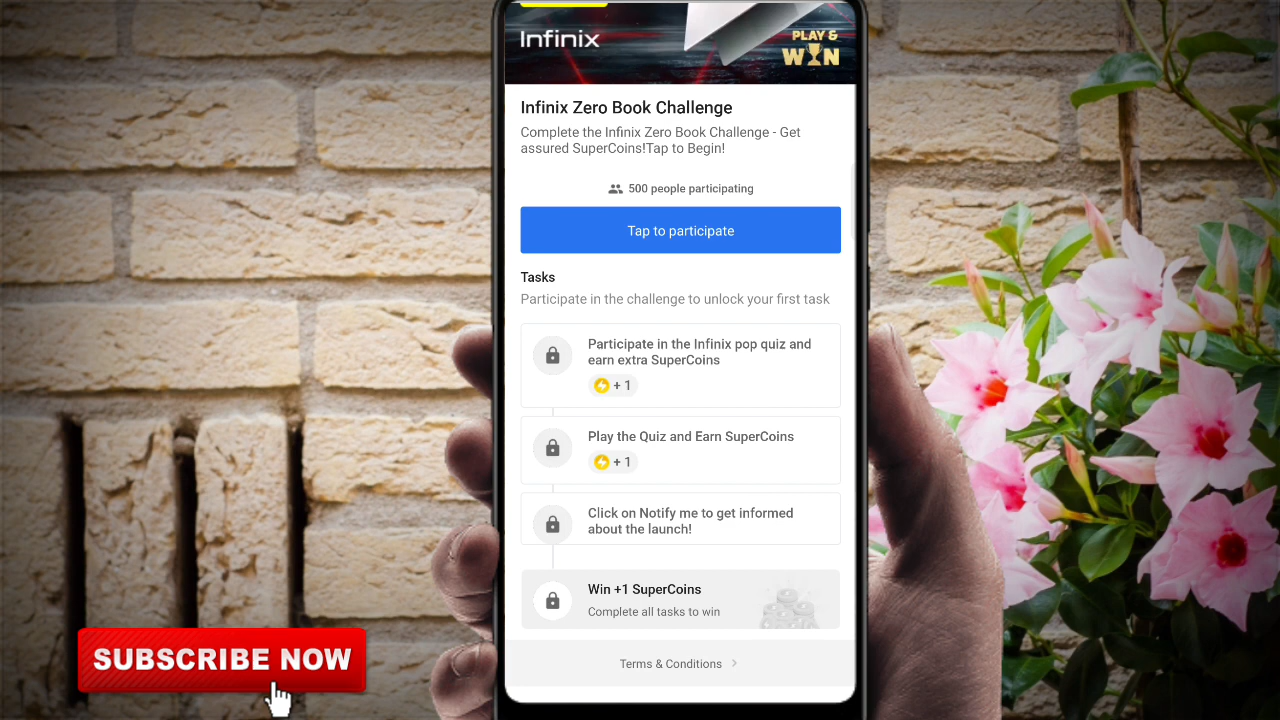 Infinix
PLAY &
WIN
Infinix Zero Book Challenge
Complete the Infinix Zero Book Challenge - Get
assured SuperCoins!Tap to Begin!
500 people participating
Tap to participate
Tasks
Participate in the challenge to unlock your first task
Participate in the Infinix pop quiz and
earn extra SuperCoins
+ 1
Play the Quiz and Earn SuperCoins
+ 1
Click on Notify me to get informed
about the launch!
Win +1 SuperCoins
Complete all tasks to win
Terms & Conditions
SUBSCRIBE NOW